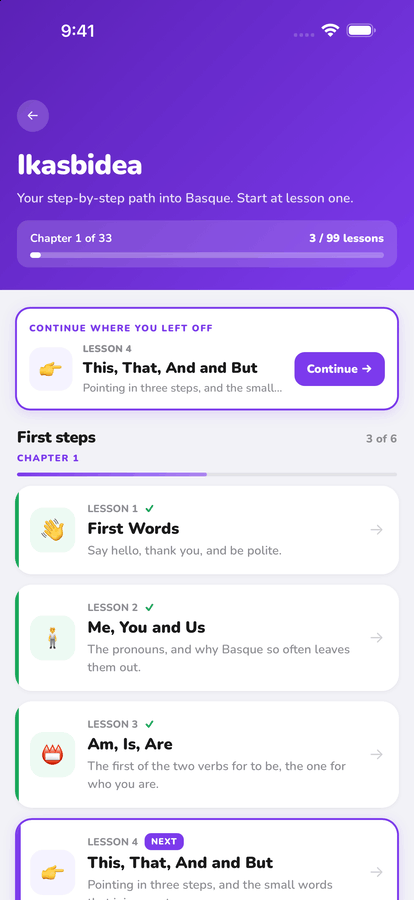 9:41
Ikasbidea
Your step-by-step path into Basque. Start at lesson one.
Chapter 1 of 33
3 / 99 lessons
CONTINUE WHERE YOU LEFT OFF
LESSON 4
This, That, And and But
Pointing in three steps, and the small...
Continue →
First steps
3 of 6
CHAPTER 1
LESSON 1
First Words
Say hello, thank you, and be polite.
LESSON 2
Me, You and Us
The pronouns, and why Basque so often leaves
them out.
LESSON 3
Am, Is, Are
The first of the two verbs for to be, the one for
who you are.
LESSON 4 NEXT
This, That, And and But
Pointing in three steps, and the small words